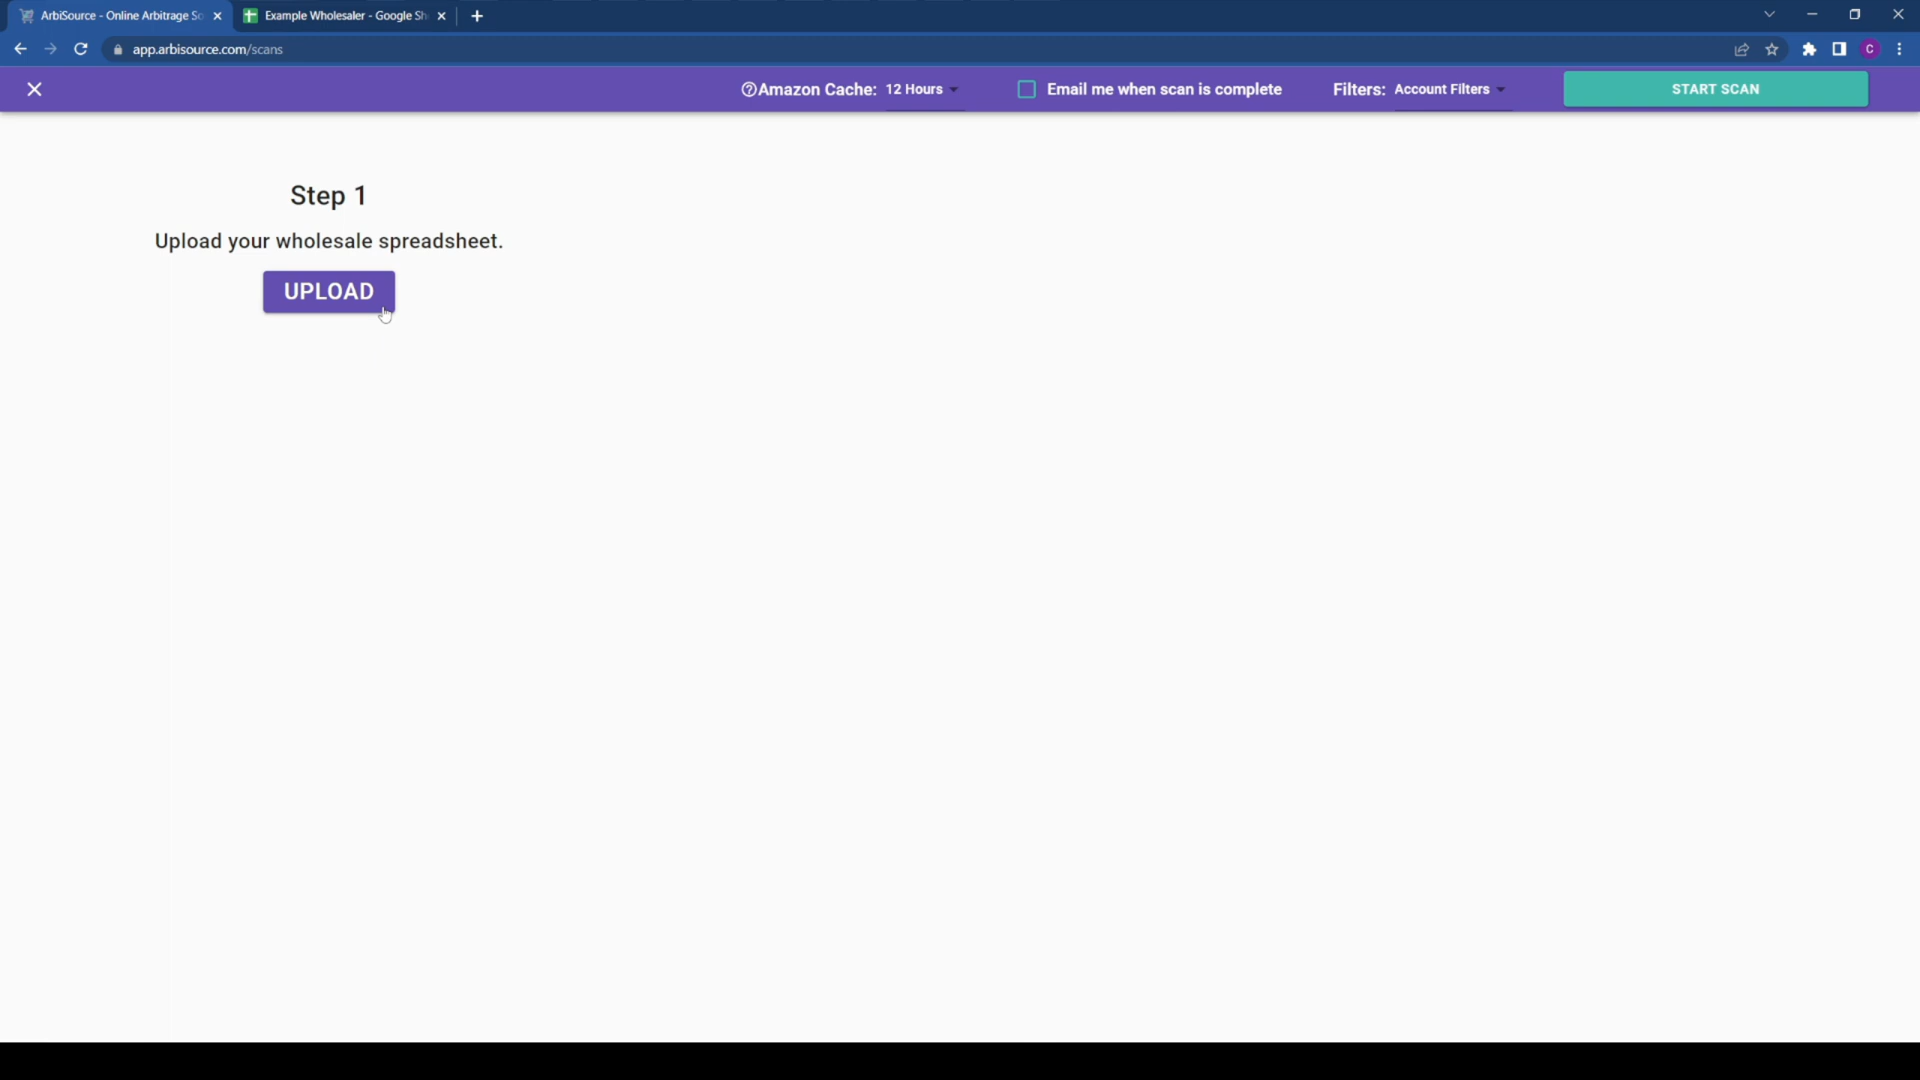 ArbiSource - Online Arbitrage So
Example Wholesaler - Google Sh
app.arbisource.com/scans
C
Amazon Cache: 12 Hours
Email me when scan is complete
Filters: Account Filters
START SCAN
Step 1
Upload your wholesale spreadsheet.
UPLOAD